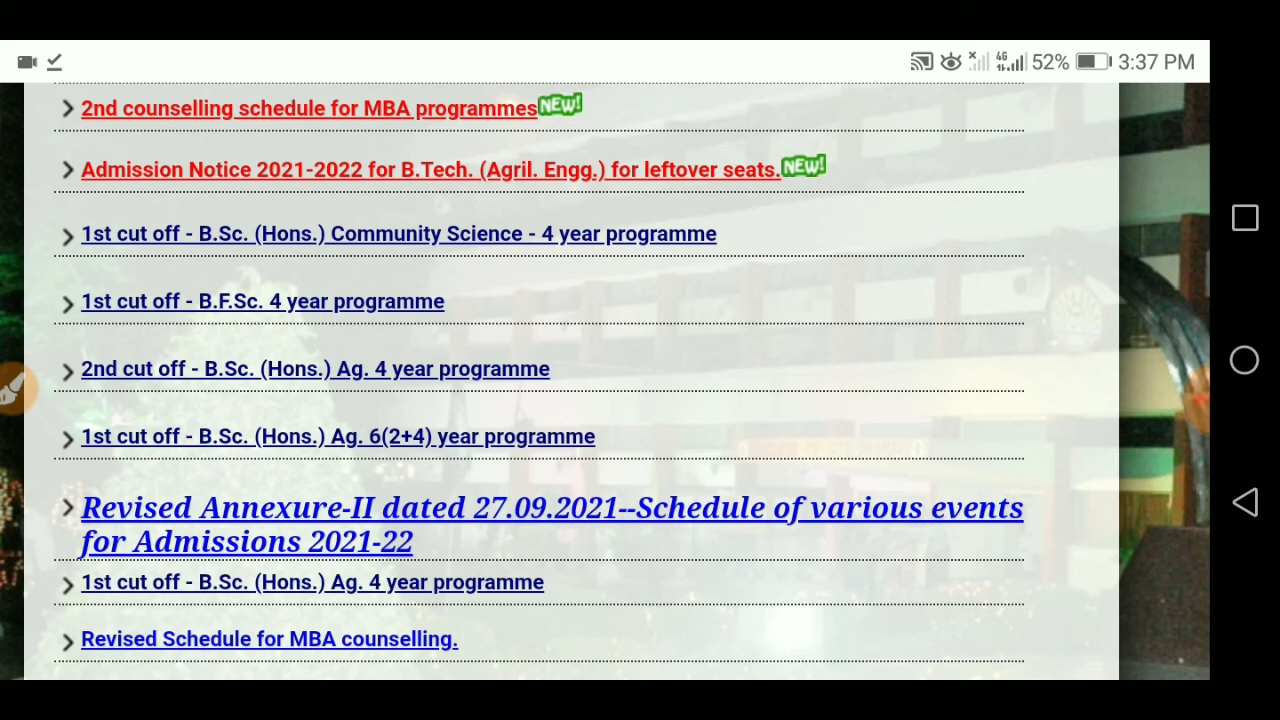 4G 52% 3:37 PM
2nd counselling schedule for MBA programmes NEW!
Admission Notice 2021-2022 for B.Tech. (Agril. Engg.) for leftover seats. NEW!
1st cut off - B.Sc. (Hons.) Community Science - 4 year programme
1st cut off - B.F.Sc. 4 year programme
2nd cut off - B.Sc. (Hons.) Ag. 4 year programme
1st cut off - B.Sc. (Hons.) Ag. 6(2+4) year programme
Revised Annexure-II dated 27.09.2021--Schedule of various events
for Admissions 2021-22
1st cut off - B.Sc. (Hons.) Ag. 4 year programme
Revised Schedule for MBA counselling.